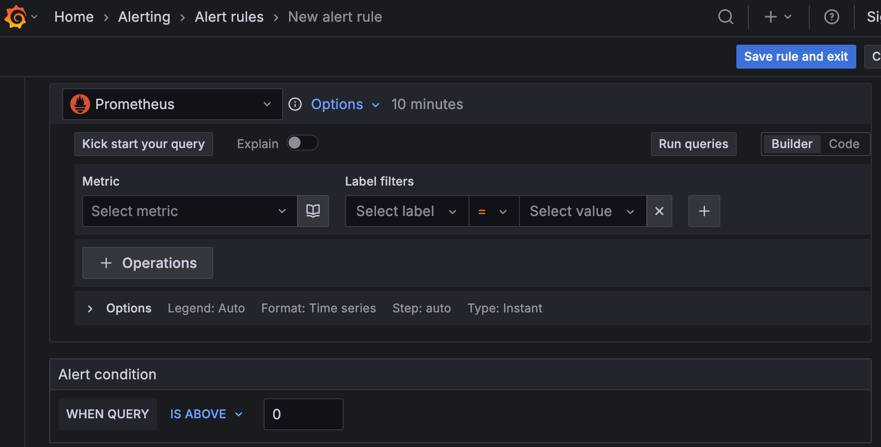 Home > Alerting > Alert rules > New alert rule
Save rule and exit
Prometheus Options 10 minutes
Kick start your query Explain Run queries Builder Code
Metric Label filters
Select metric Select label = Select value × +
+ Operations
> Options Legend: Auto Format: Time series Step: auto Type: Instant
Alert condition
WHEN QUERY IS ABOVE 0